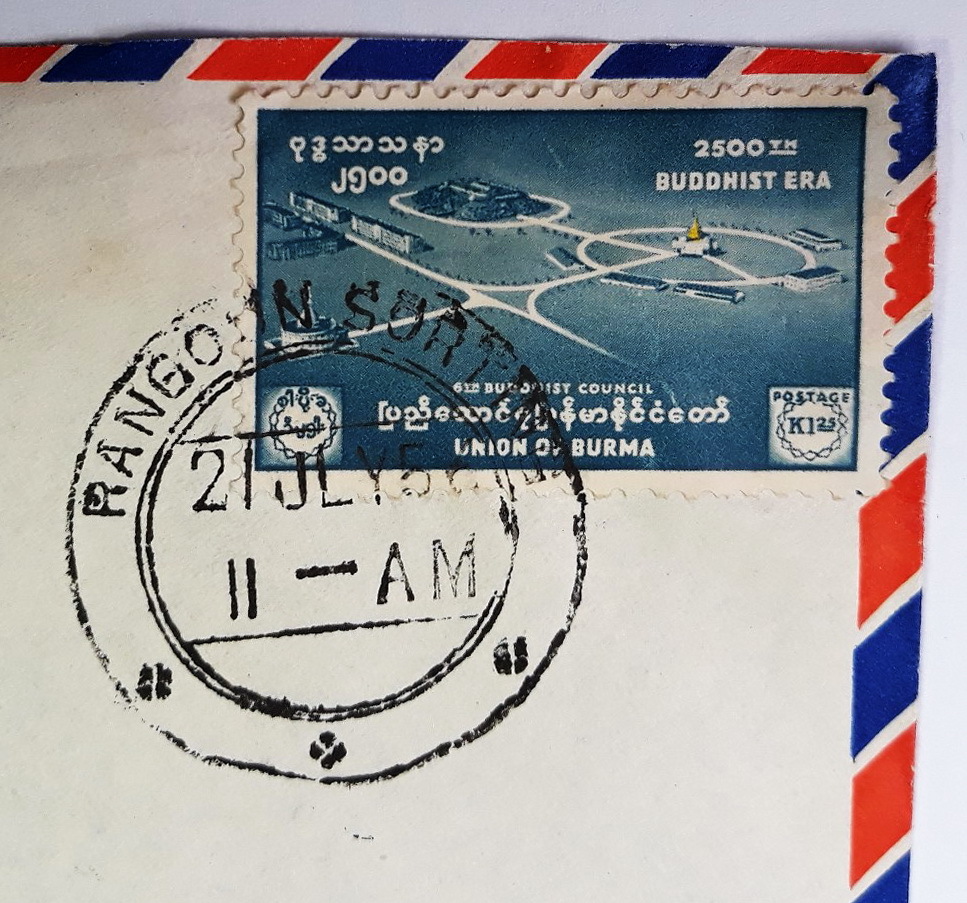 ဗုဒ္ဓသာသနာ
၂၅၀၀
2500TH
BUDDHIST ERA
6TH BUDDHIST COUNCIL
ပြည်ထောင်စုမြန်မာနိုင်ငံတော်
UNION OF BURMA
POSTAGE
K1 25
RANGOON SORTING
21 JLY 5
11 — AM